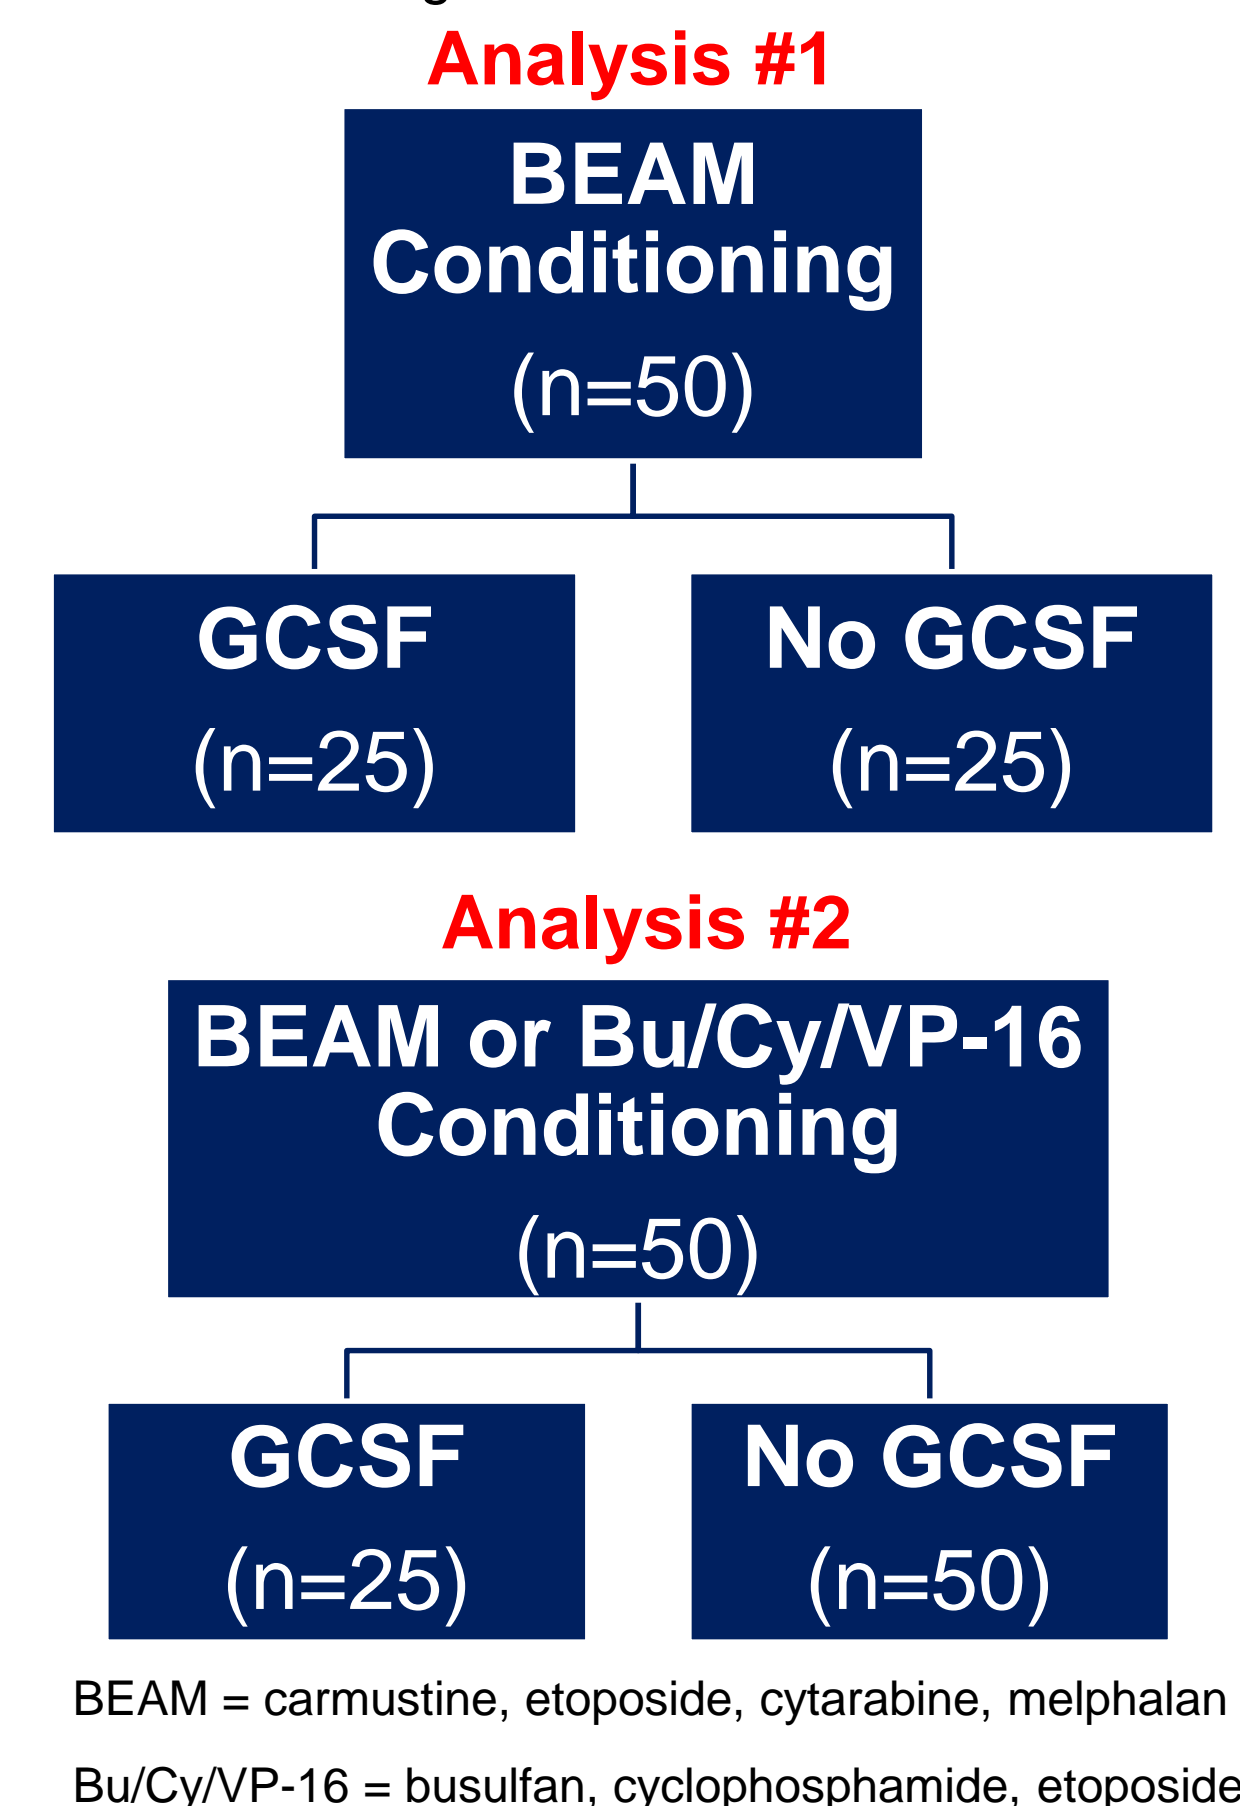 Analysis #1
BEAM
Conditioning
(n=50)
GCSF
(n=25)
No GCSF
(n=25)
Analysis #2
BEAM or Bu/Cy/VP-16
Conditioning
(n=50)
GCSF
(n=25)
No GCSF
(n=50)
BEAM = carmustine, etoposide, cytarabine, melphalan
Bu/Cy/VP-16 = busulfan, cyclophosphamide, etoposide